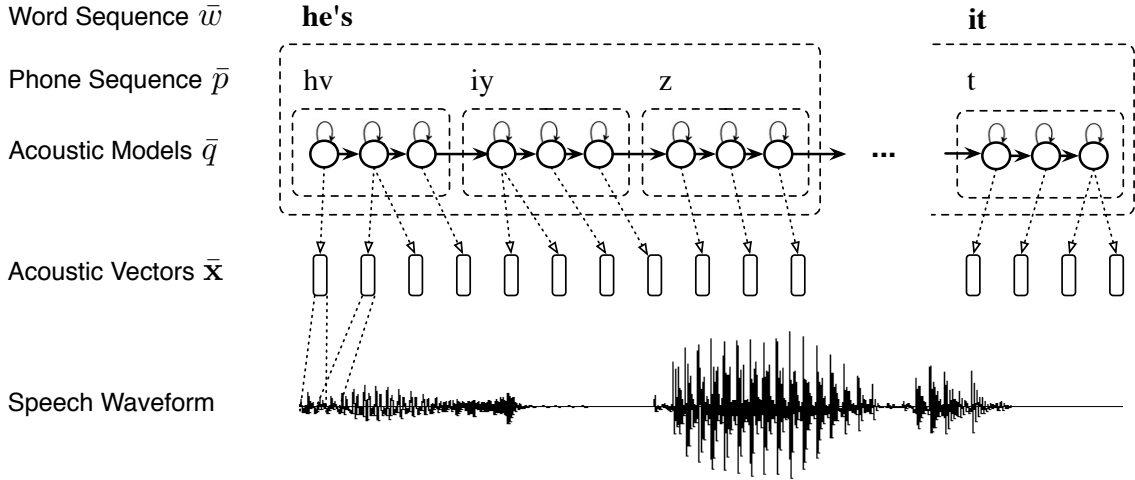 Word Sequence w̄ he's it
Phone Sequence p̄ hv iy z t
Acoustic Models q̄ ...
Acoustic Vectors x̄
Speech Waveform